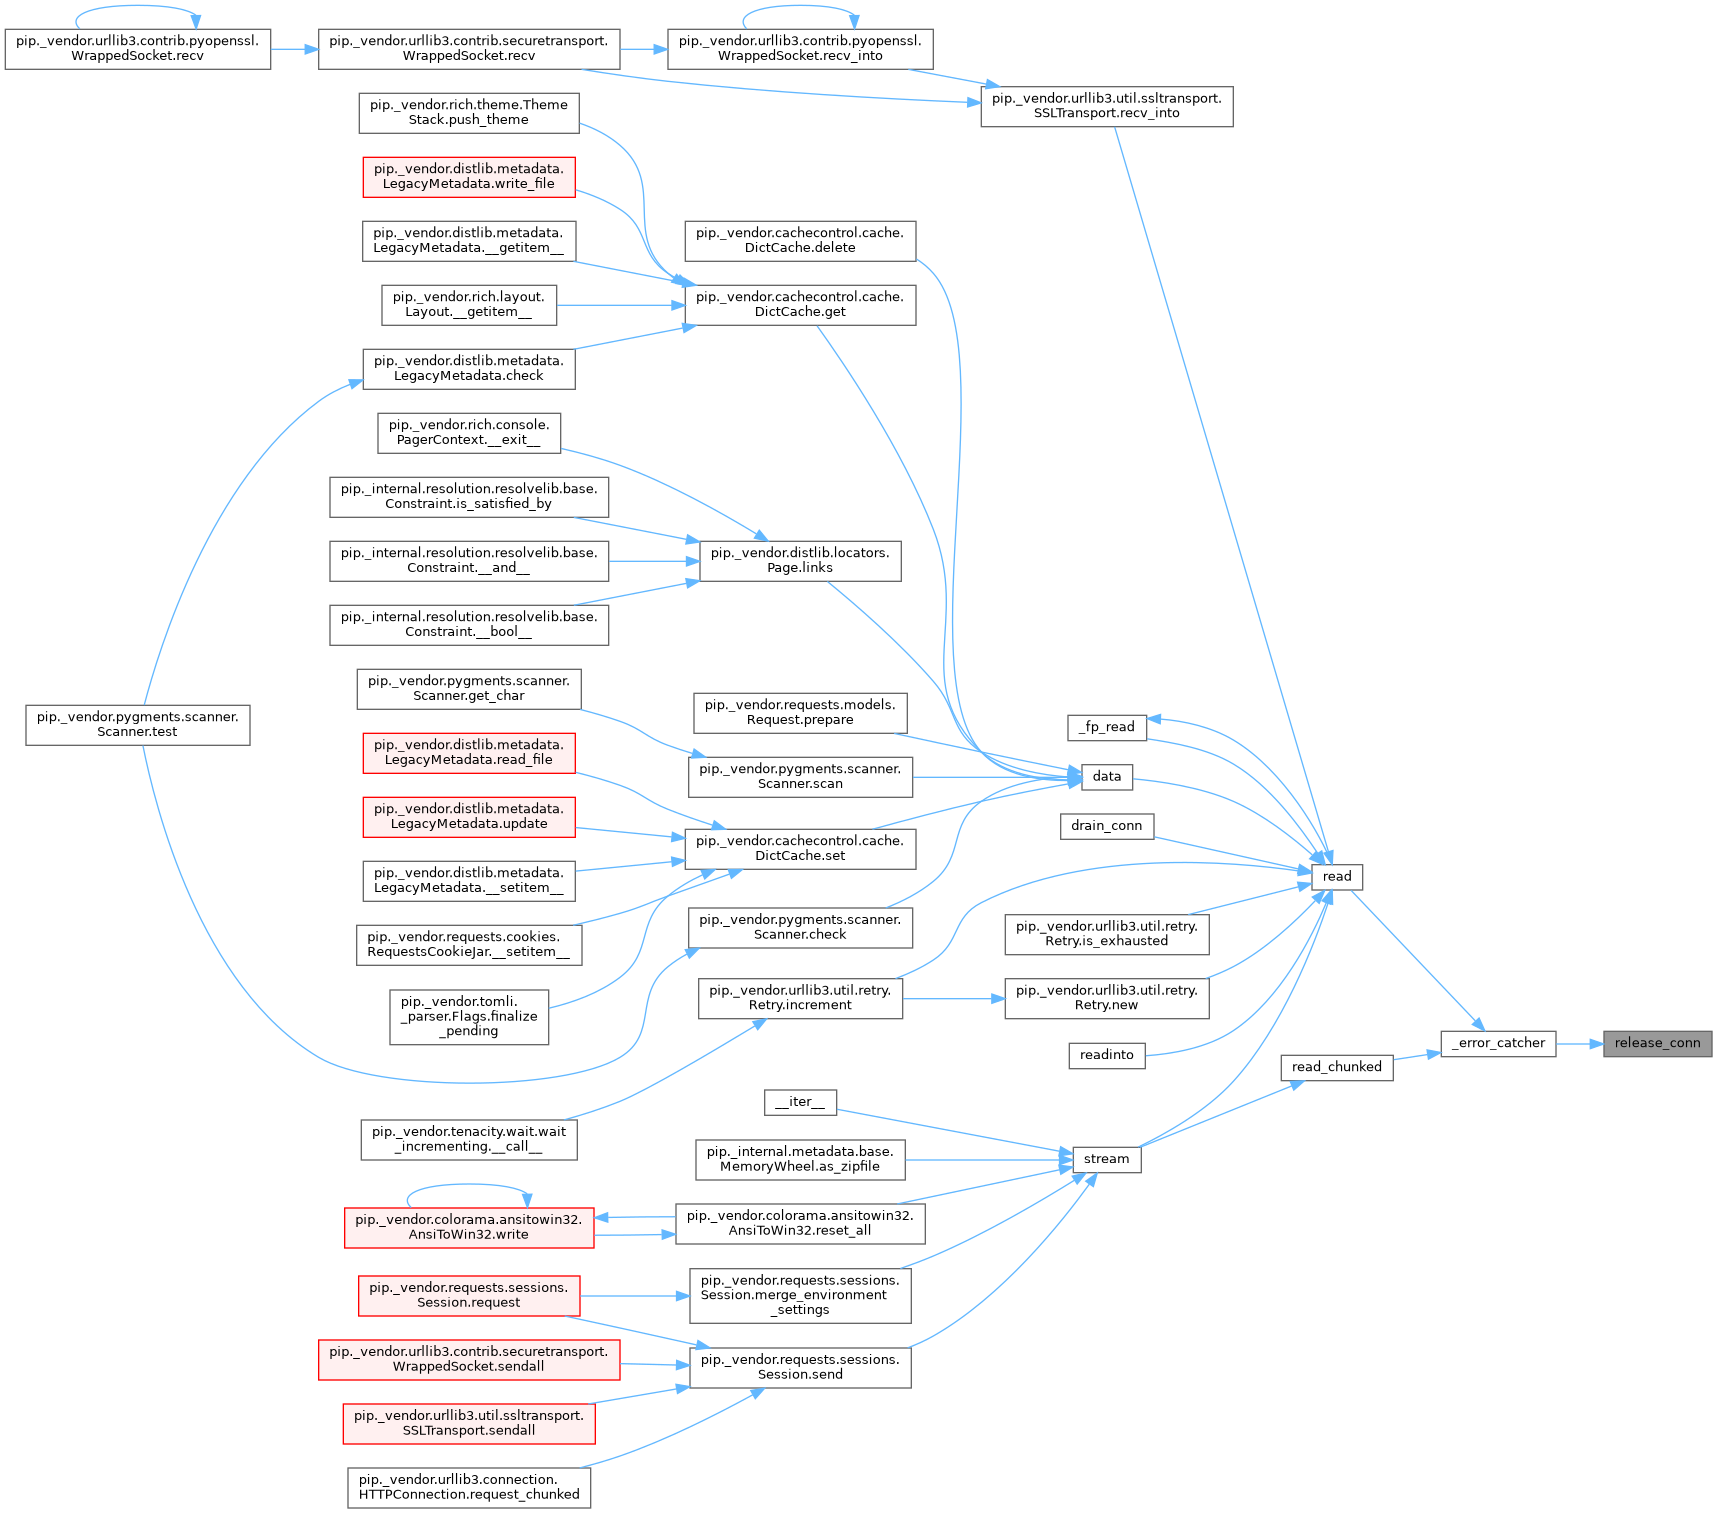 pip._vendor.urllib3.contrib.pyopenssl.
WrappedSocket.recv
pip._vendor.urllib3.contrib.securetransport.
WrappedSocket.recv
pip._vendor.urllib3.contrib.pyopenssl.
WrappedSocket.recv_into
pip._vendor.urllib3.util.ssltransport.
SSLTransport.recv_into
pip._vendor.rich.theme.Theme
Stack.push_theme
pip._vendor.distlib.metadata.
LegacyMetadata.write_file
pip._vendor.distlib.metadata.
LegacyMetadata.__getitem__
pip._vendor.cachecontrol.cache.
DictCache.delete
pip._vendor.rich.layout.
Layout.__getitem__
pip._vendor.cachecontrol.cache.
DictCache.get
pip._vendor.distlib.metadata.
LegacyMetadata.check
pip._vendor.rich.console.
PagerContext.__exit__
pip._internal.resolution.resolvelib.base.
Constraint.is_satisfied_by
pip._internal.resolution.resolvelib.base.
Constraint.__and__
pip._vendor.distlib.locators.
Page.links
pip._internal.resolution.resolvelib.base.
Constraint.__bool__
pip._vendor.pygments.scanner.
Scanner.get_char
pip._vendor.requests.models.
Request.prepare
pip._vendor.pygments.scanner.
Scanner.test
_fp_read
pip._vendor.distlib.metadata.
LegacyMetadata.read_file
pip._vendor.pygments.scanner.
Scanner.scan
data
pip._vendor.distlib.metadata.
LegacyMetadata.update
drain_conn
pip._vendor.cachecontrol.cache.
DictCache.set
pip._vendor.distlib.metadata.
LegacyMetadata.__setitem__
read
pip._vendor.requests.cookies.
RequestsCookieJar.__setitem__
pip._vendor.pygments.scanner.
Scanner.check
pip._vendor.urllib3.util.retry.
Retry.is_exhausted
pip._vendor.tomli.
_parser.Flags.finalize
_pending
pip._vendor.urllib3.util.retry.
Retry.increment
pip._vendor.urllib3.util.retry.
Retry.new
readinto
_error_catcher
release_conn
read_chunked
__iter__
pip._vendor.tenacity.wait.wait
_incrementing.__call__
pip._internal.metadata.base.
MemoryWheel.as_zipfile
stream
pip._vendor.colorama.ansitowin32.
AnsiToWin32.write
pip._vendor.colorama.ansitowin32.
AnsiToWin32.reset_all
pip._vendor.requests.sessions.
Session.request
pip._vendor.requests.sessions.
Session.merge_environment
_settings
pip._vendor.urllib3.contrib.securetransport.
WrappedSocket.sendall
pip._vendor.requests.sessions.
Session.send
pip._vendor.urllib3.util.ssltransport.
SSLTransport.sendall
pip._vendor.urllib3.connection.
HTTPConnection.request_chunked